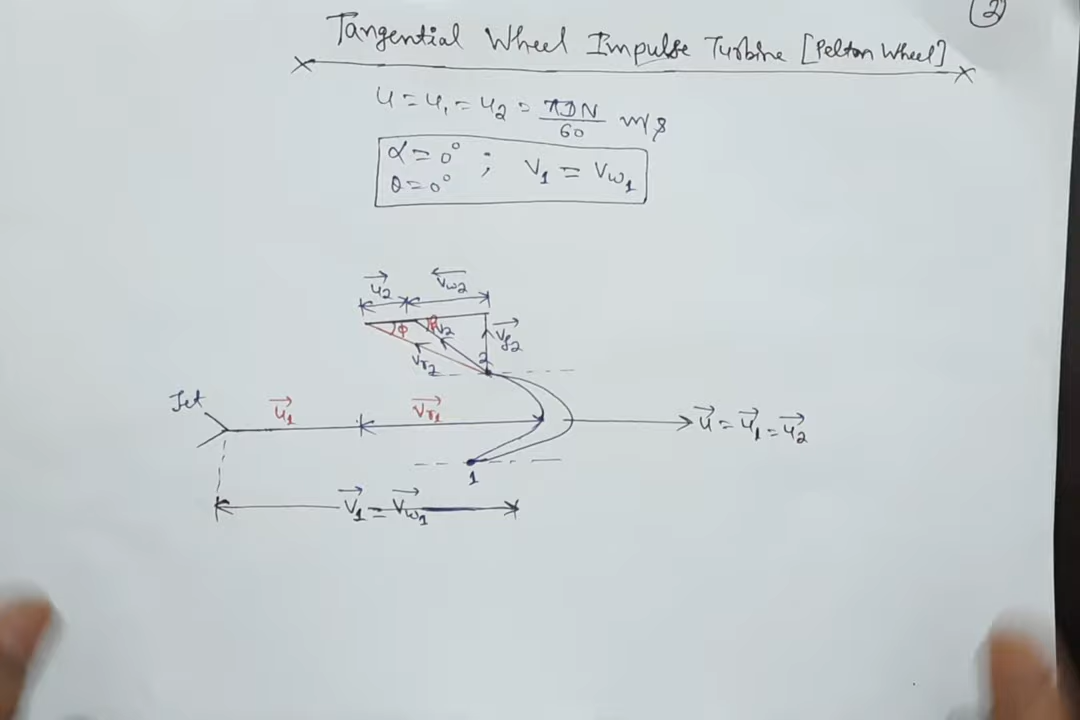 2
Tangential Wheel Impulse Turbine [Pelton Wheel]
u = u₁ = u₂ = πDN/60 m/s
α = 0° ; V₁ = Vw₁
θ = 0°
u₂ Vw₂
φ β V₂ Vf₂
Vr₂ 2
Jet u₁ Vr₁ u = u₁ = u₂
1
V₁ = Vw₁